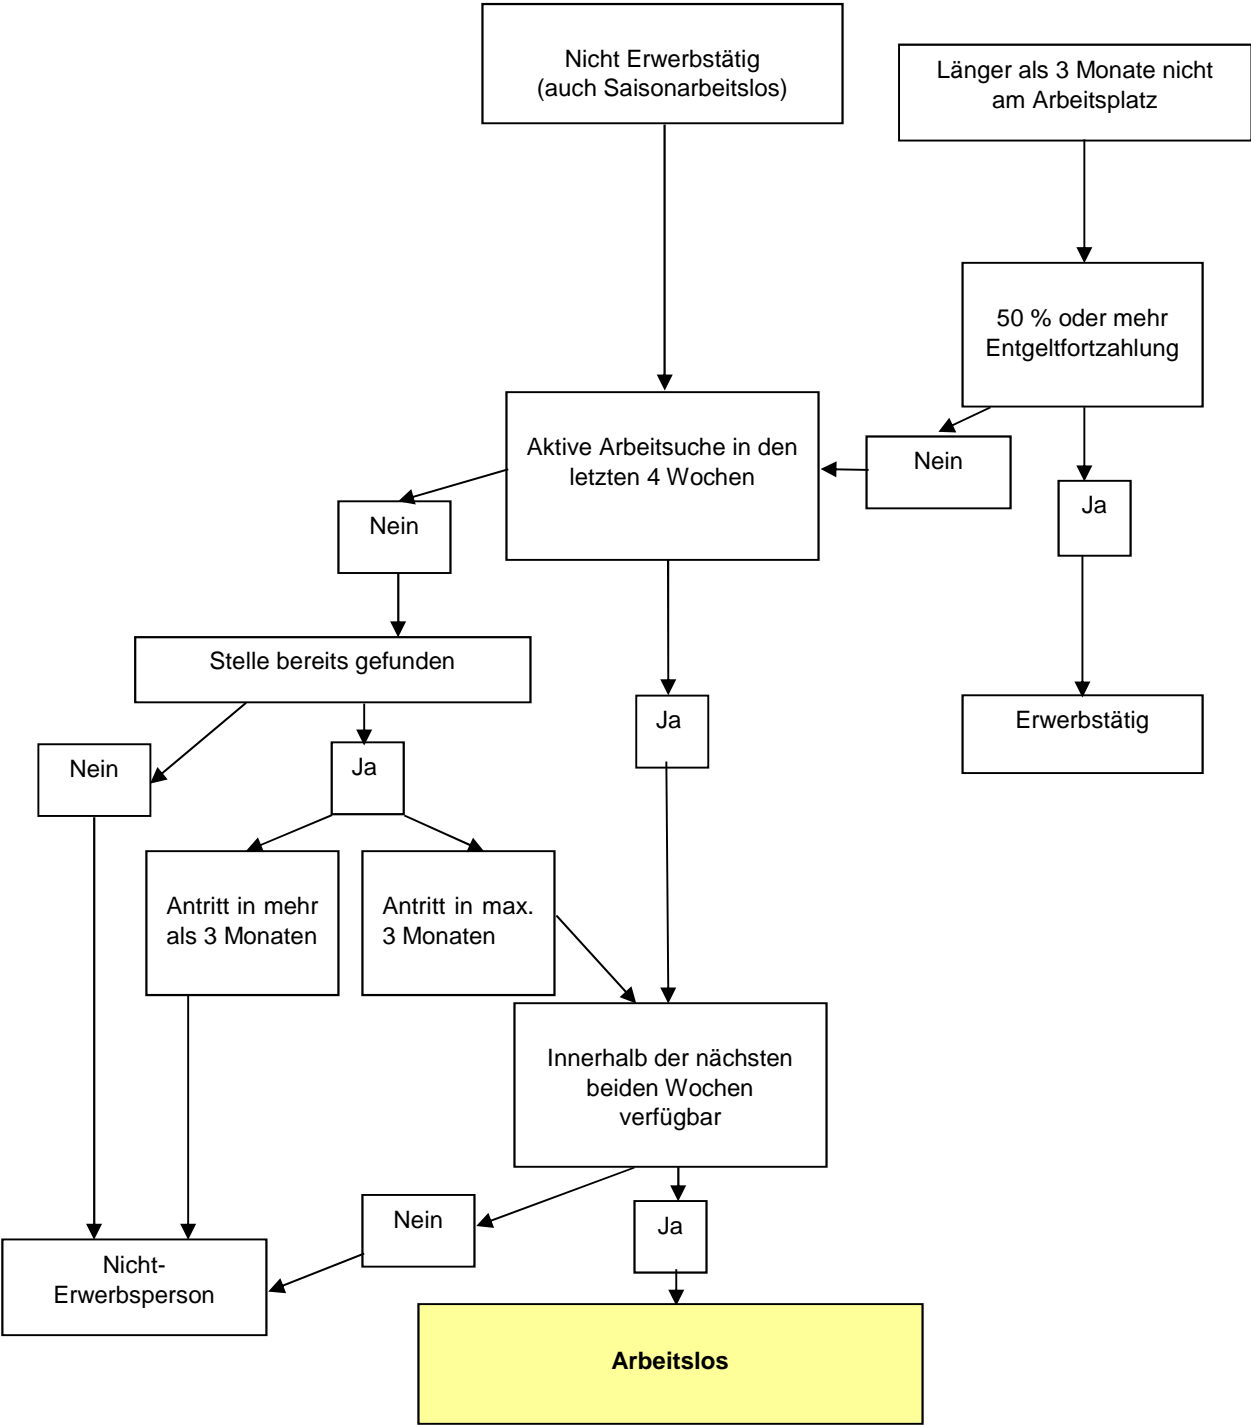 Nicht Erwerbstätig
(auch Saisonarbeitslos)
Länger als 3 Monate nicht
am Arbeitsplatz
50 % oder mehr
Entgeltfortzahlung
Aktive Arbeitsuche in den
letzten 4 Wochen
Nein
Ja
Nein
Stelle bereits gefunden
Ja
Erwerbstätig
Nein
Ja
Antritt in mehr
als 3 Monaten
Antritt in max.
3 Monaten
Innerhalb der nächsten
beiden Wochen
verfügbar
Nein
Ja
Nicht-
Erwerbsperson
Arbeitslos